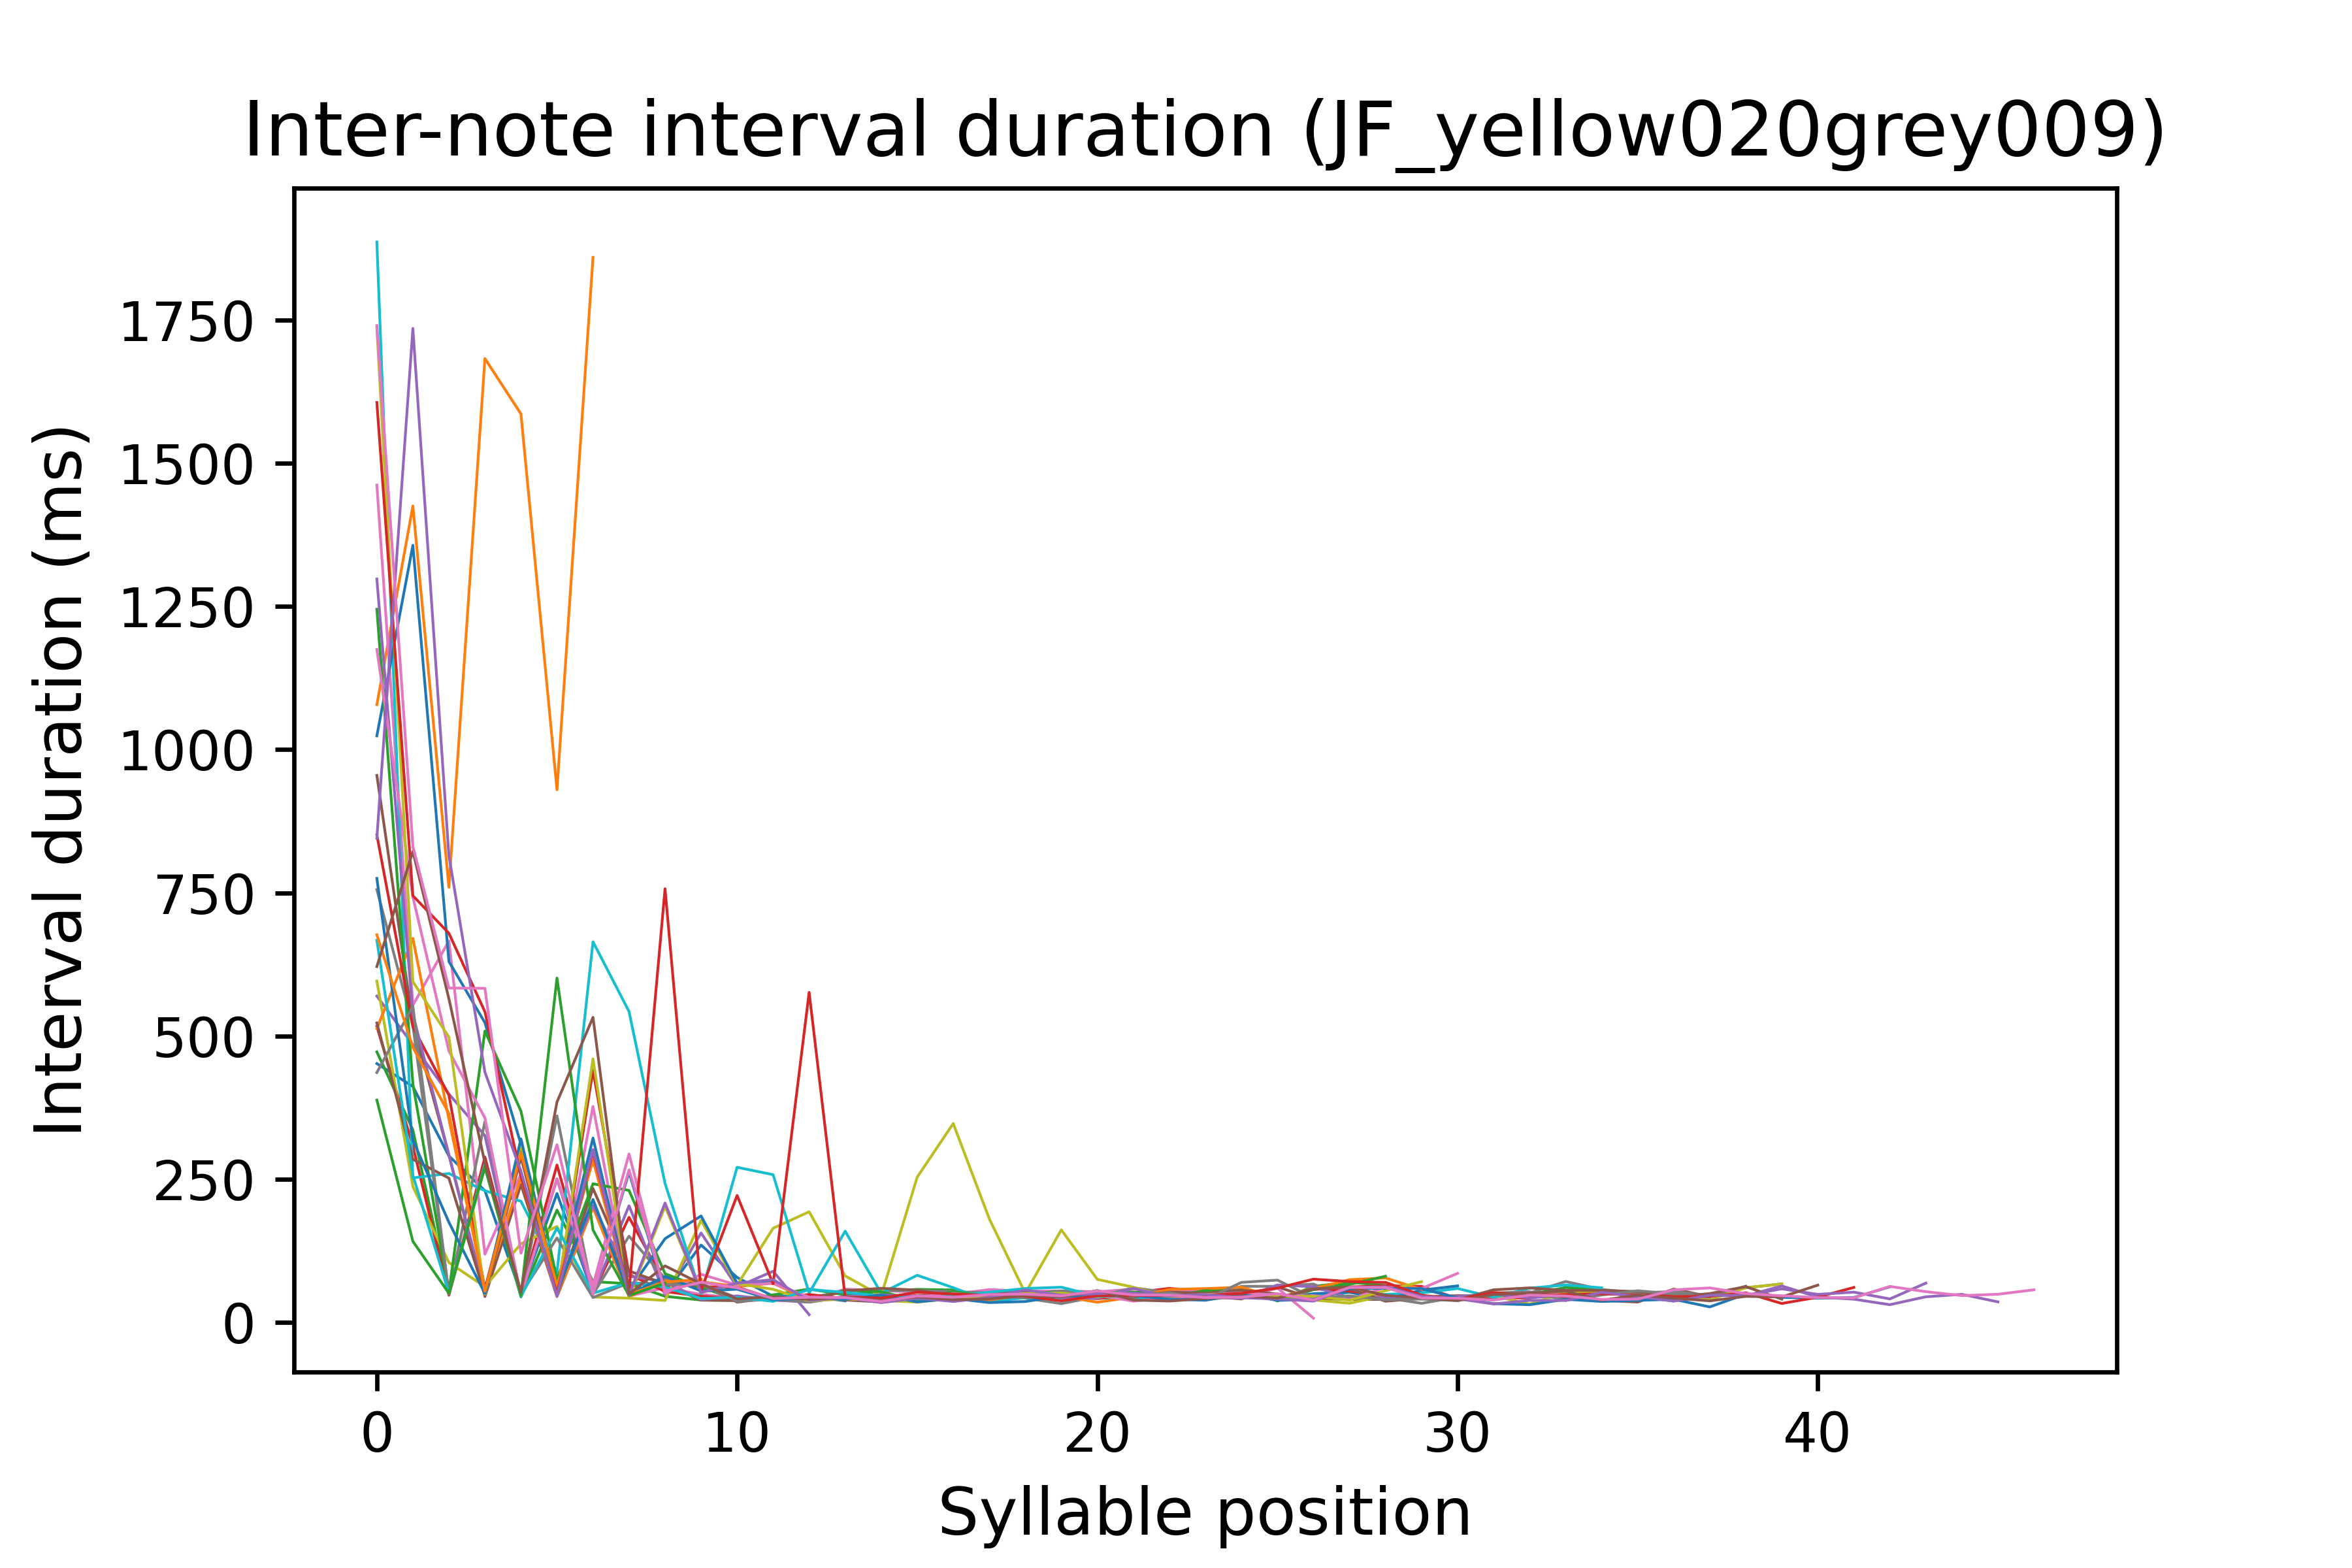 Inter-note interval duration (JF_yellow020grey009)
Interval duration (ms)
1750
1500
1250
1000
750
500
250
0
0 10 20 30 40
Syllable position